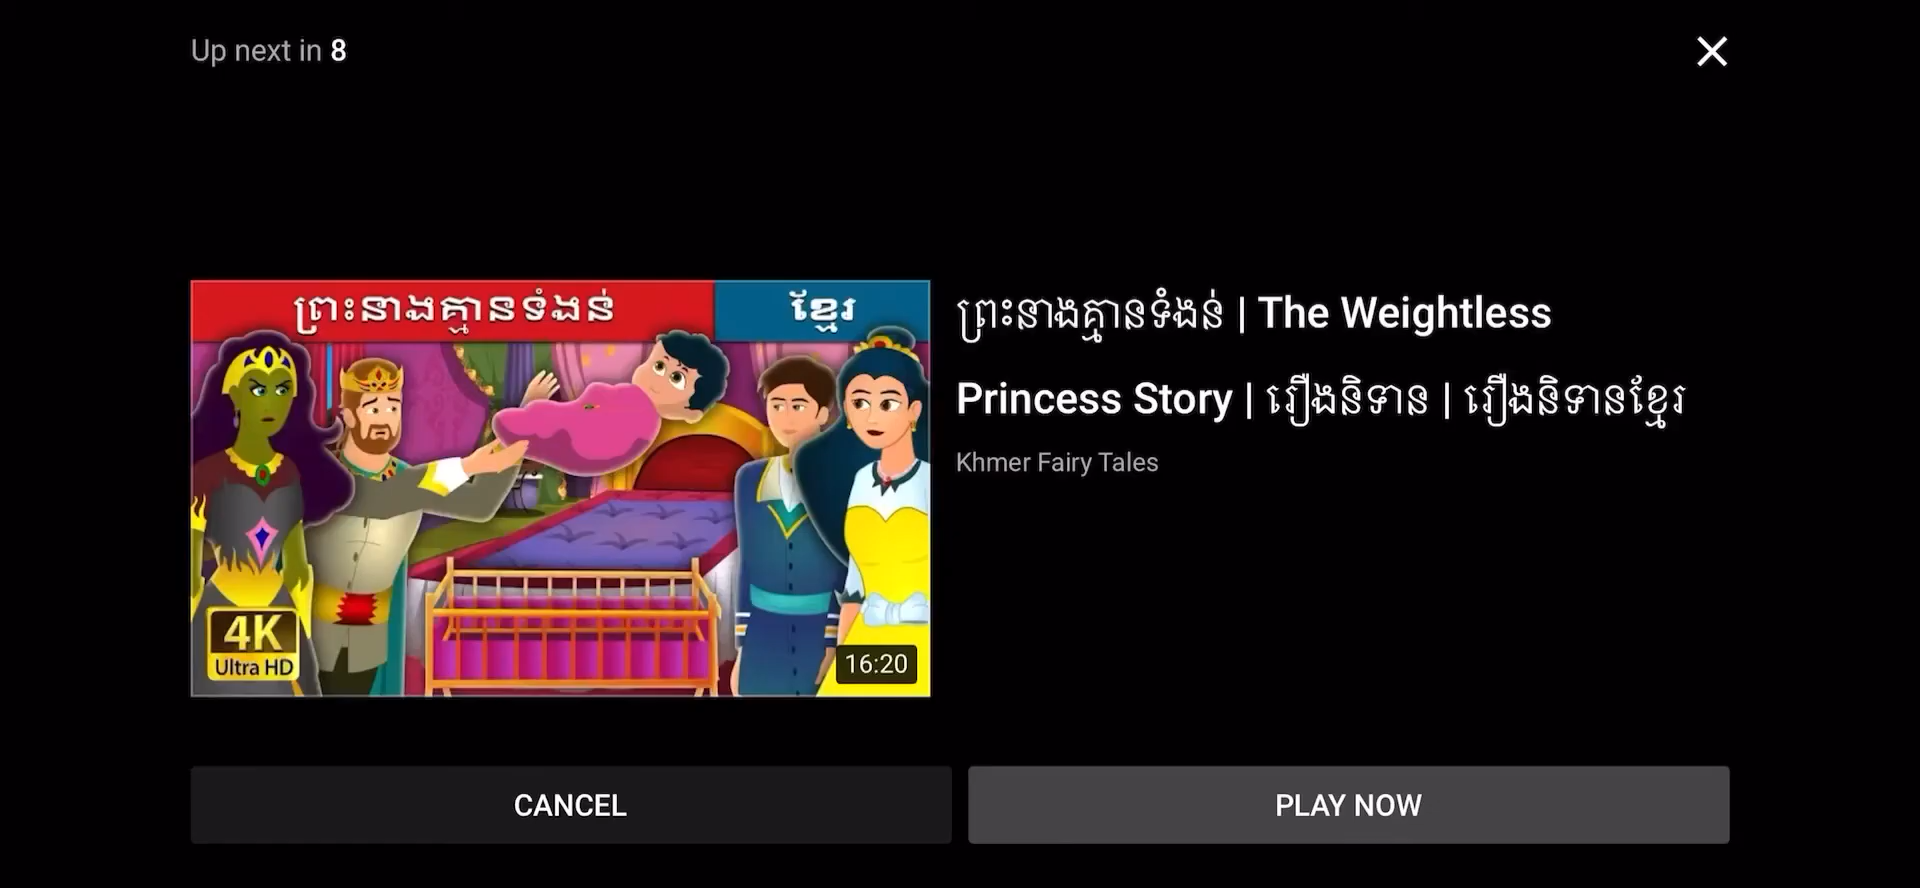 Up next in 8
ព្រះនាងគ្មានទំងន់
ខ្មែរ
4K
Ultra HD
16:20
ព្រះនាងគ្មានទំងន់ | The Weightless
Princess Story | រឿងនិទាន | រឿងនិទានខ្មែរ
Khmer Fairy Tales
CANCEL
PLAY NOW